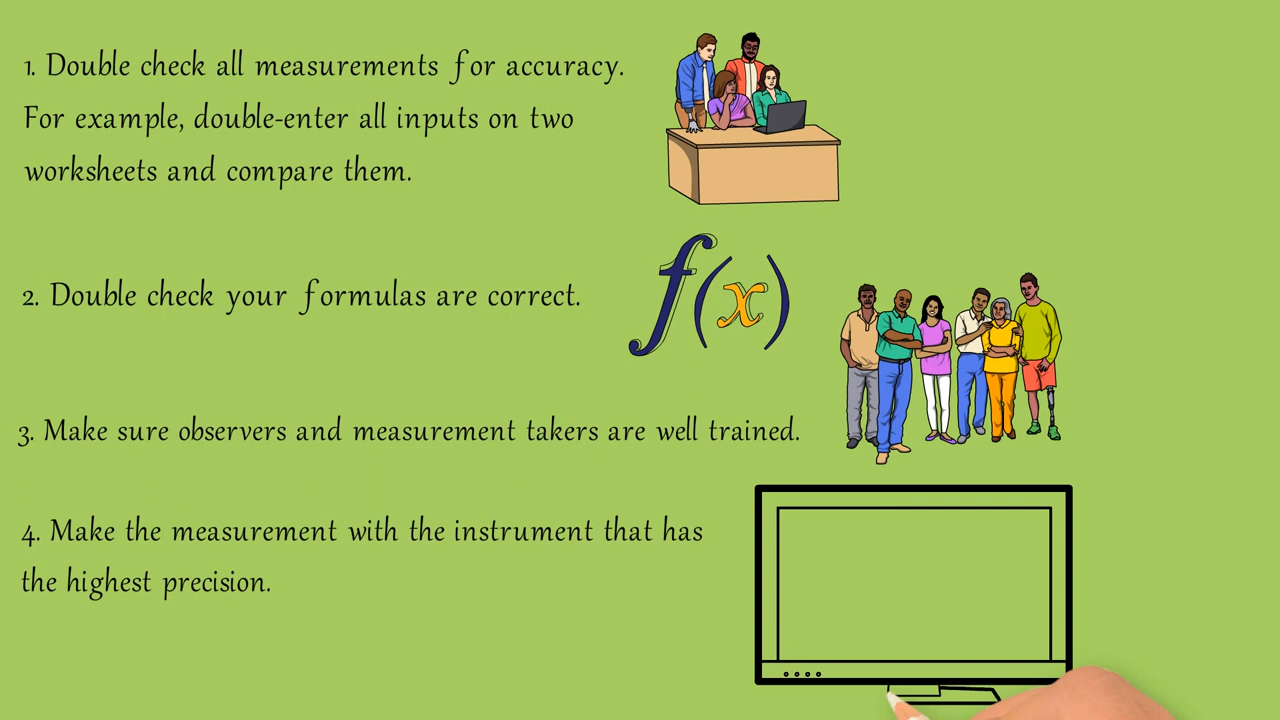 1. Double check all measurements for accuracy.
For example, double-enter all inputs on two
worksheets and compare them.
2. Double check your formulas are correct.
f(x)
3. Make sure observers and measurement takers are well trained.
4. Make the measurement with the instrument that has
the highest precision.